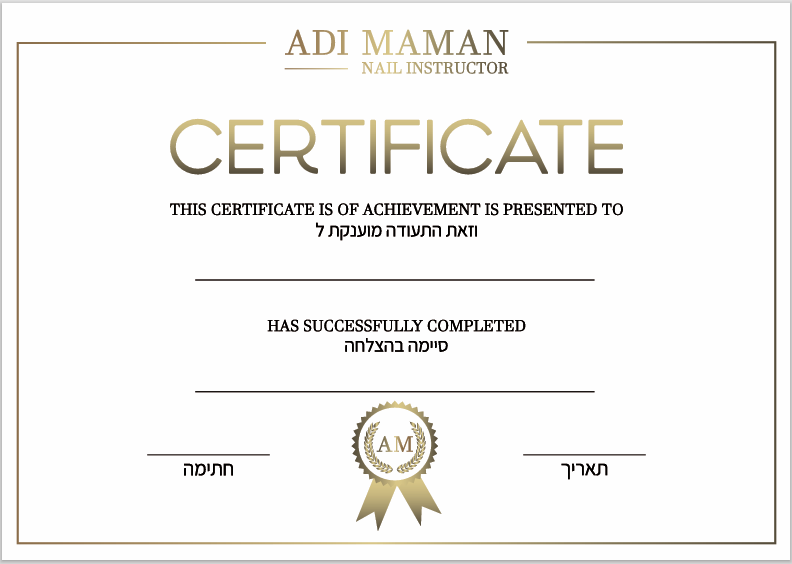 ADI MAMAN
NAIL INSTRUCTOR
CERTIFICATE
THIS CERTIFICATE IS OF ACHIEVEMENT IS PRESENTED TO
וזאת התעודה מוענקת ל
HAS SUCCESSFULLY COMPLETED
סיימה בהצלחה
AM
תאריך
חתימה